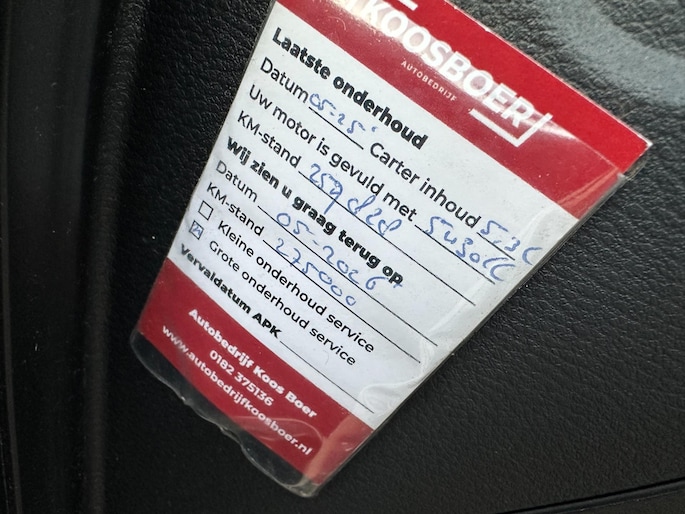 KOOSBOER
AUTOBEDRIJF
Laatste onderhoud
Datum 05-25 Carter inhoud 5,3L
Uw motor is gevuld met 5w30
KM-stand
Wij zien u graag terug op
Datum 05-2026
KM-stand 275000
Kleine onderhoud service
Grote onderhoud service
Vervaldatum APK
Autobedrijf Koos Boer
0182 375136
www.autobedrijfkoosboer.nl